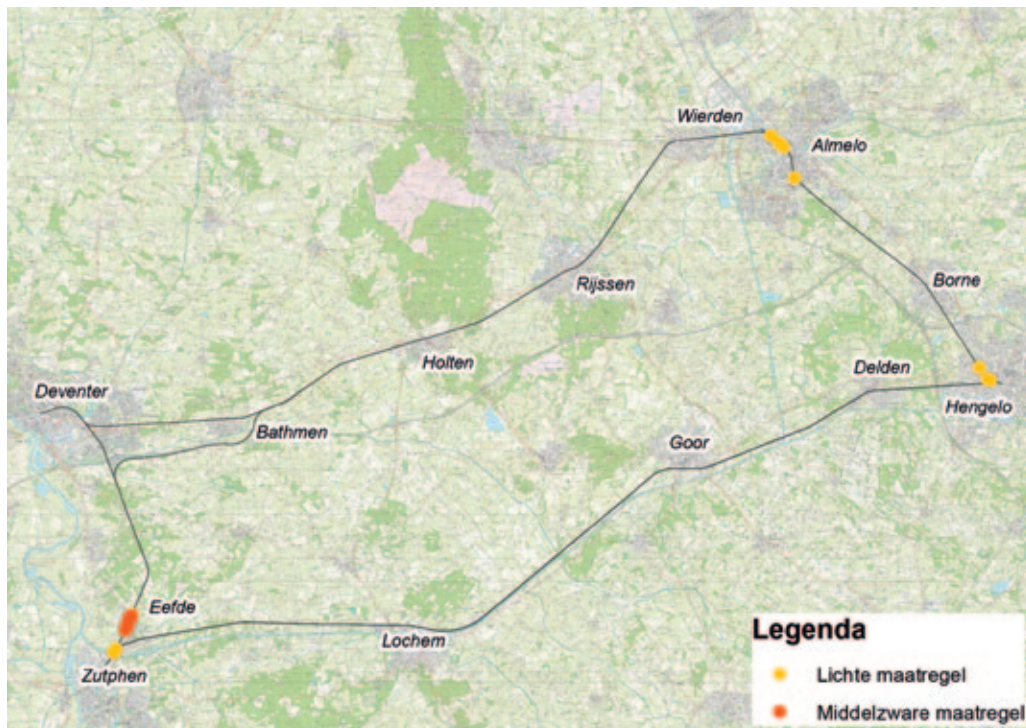 Wierden
Almelo
Rijssen
Borne
Holten
Delden
Deventer
Hengelo
Bathmen
Goor
Eefde
Lochem
Zutphen
Legenda
Lichte maatregel
Middelzware maatregel